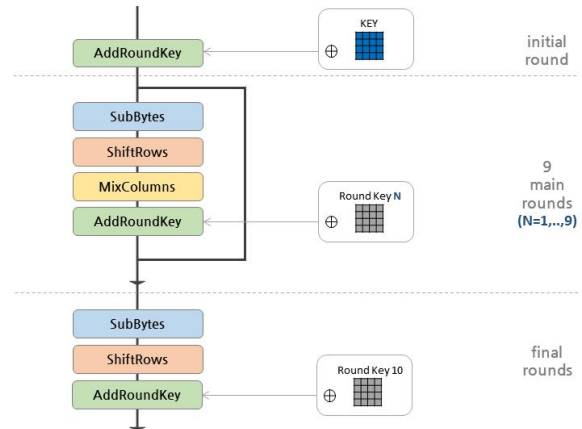 KEY
AddRoundKey
initial
round
SubBytes
ShiftRows
MixColumns
AddRoundKey
Round Key N
9
main
rounds
(N=1,..,9)
SubBytes
ShiftRows
AddRoundKey
Round Key 10
final
rounds